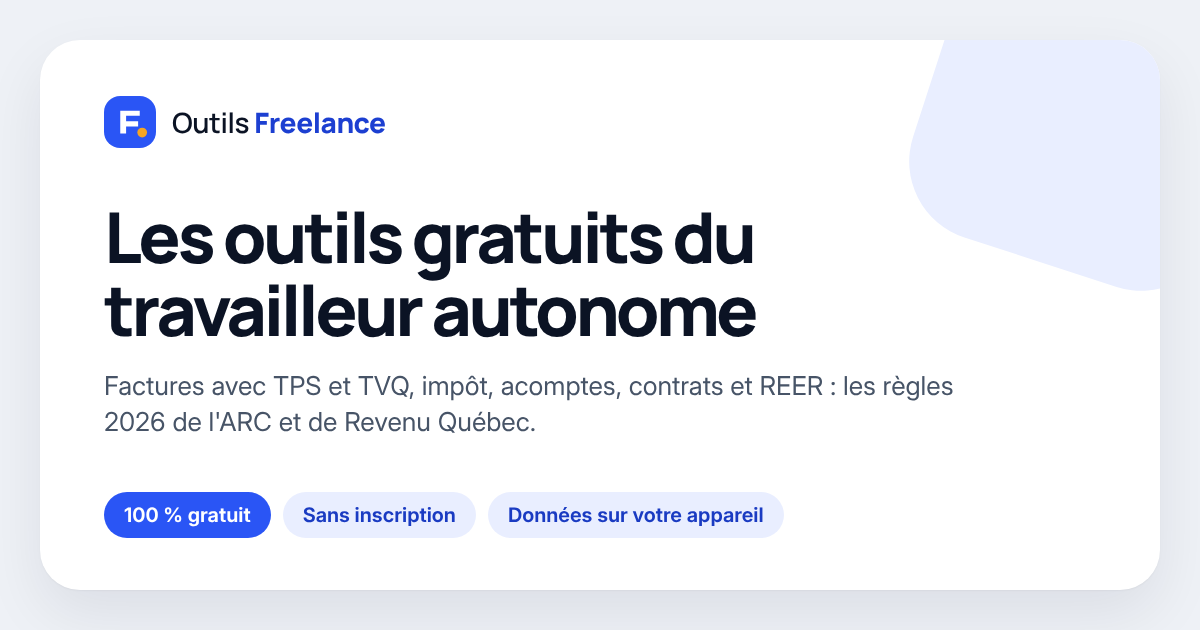 F.
Outils Freelance
Les outils gratuits du
travailleur autonome
Factures avec TPS et TVQ, impôt, acomptes, contrats et REER : les règles
2026 de l'ARC et de Revenu Québec.
100 % gratuit
Sans inscription
Données sur votre appareil